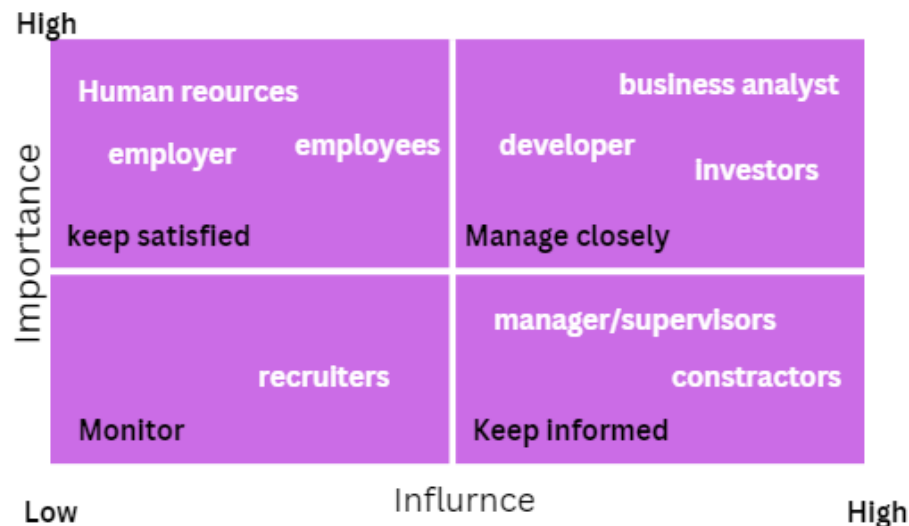 High
Human reources
business analyst
employer
employees
developer
investors
keep satisfied
Manage closely
Importance
manager/supervisors
recruiters
constractors
Monitor
Keep informed
Low
Influrnce
High